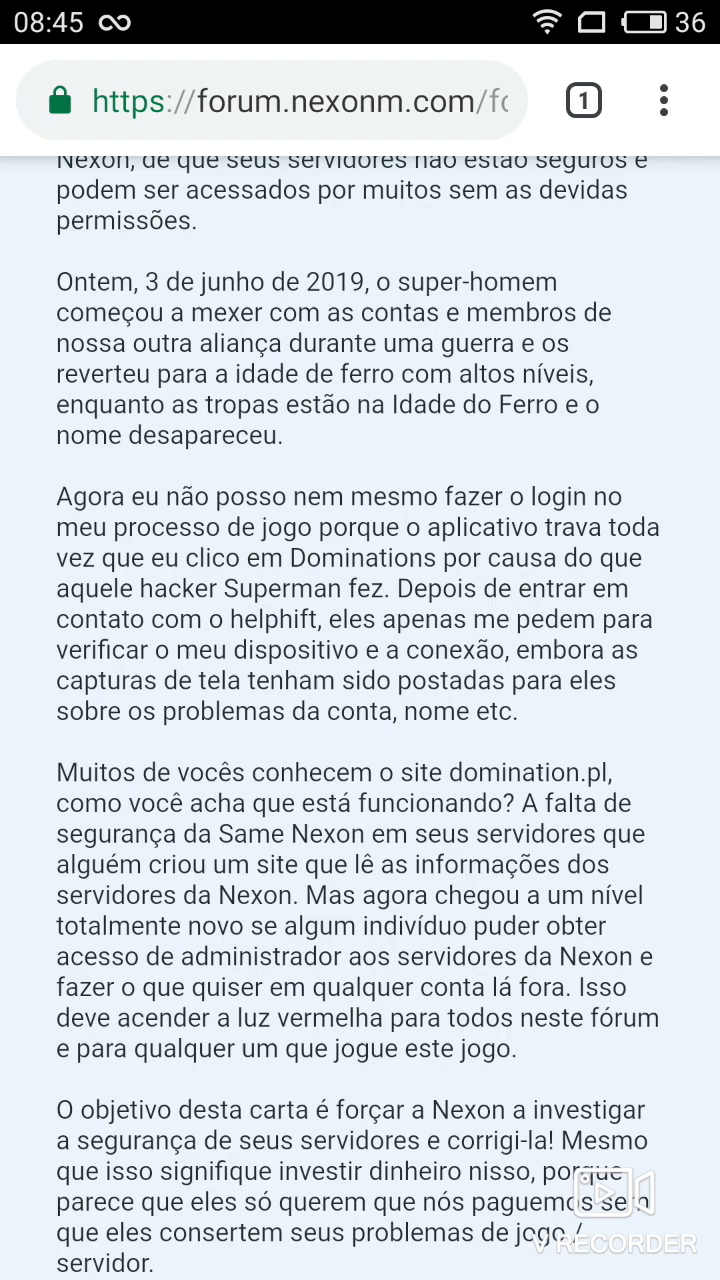 08:45
36
https://forum.nexonm.com/fo
1
Nexon, de que seus servidores não estão seguros e
podem ser acessados por muitos sem as devidas
permissões.
Ontem, 3 de junho de 2019, o super-homem
começou a mexer com as contas e membros de
nossa outra aliança durante uma guerra e os
reverteu para a idade de ferro com altos níveis,
enquanto as tropas estão na Idade do Ferro e o
nome desapareceu.
Agora eu não posso nem mesmo fazer o login no
meu processo de jogo porque o aplicativo trava toda
vez que eu clico em Dominations por causa do que
aquele hacker Superman fez. Depois de entrar em
contato com o helphift, eles apenas me pedem para
verificar o meu dispositivo e a conexão, embora as
capturas de tela tenham sido postadas para eles
sobre os problemas da conta, nome etc.
Muitos de vocês conhecem o site domination.pl,
como você acha que está funcionando? A falta de
segurança da Same Nexon em seus servidores que
alguém criou um site que lê as informações dos
servidores da Nexon. Mas agora chegou a um nível
totalmente novo se algum indivíduo puder obter
acesso de administrador aos servidores da Nexon e
fazer o que quiser em qualquer conta lá fora. Isso
deve acender a luz vermelha para todos neste fórum
e para qualquer um que jogue este jogo.
O objetivo desta carta é forçar a Nexon a investigar
a segurança de seus servidores e corrigi-la! Mesmo
que isso signifique investir dinheiro nisso, porque
parece que eles só querem que nós paguemos sem
que eles consertem seus problemas de jogo /
servidor.
V RECORDER